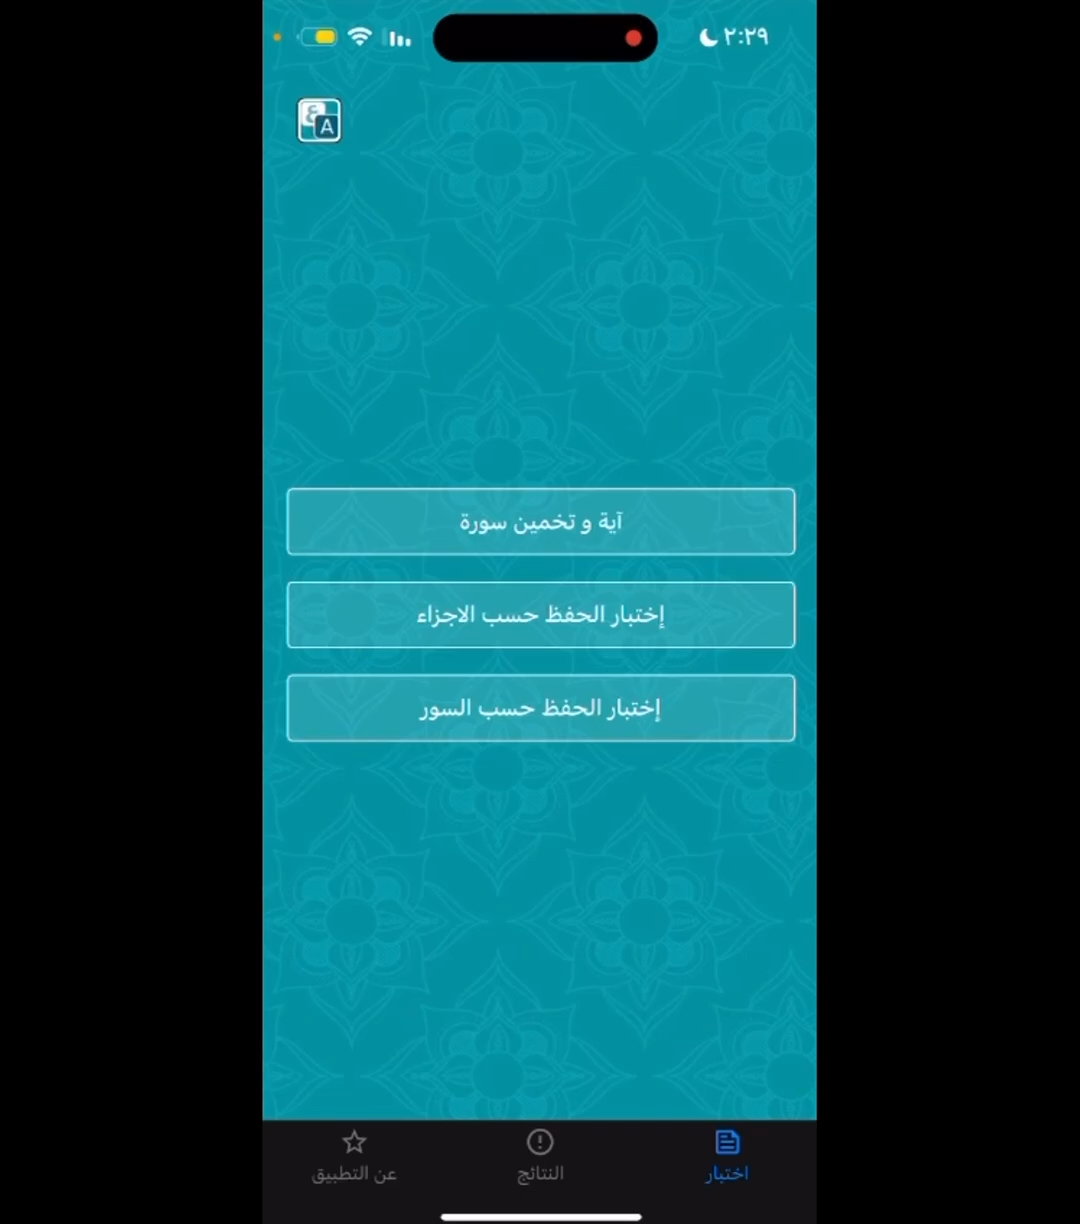 ٢:٢٩
ع
A
آية و تخمين سورة
إختبار الحفظ حسب الاجزاء
إختبار الحفظ حسب السور
اختبار
النتائج
عن التطبيق